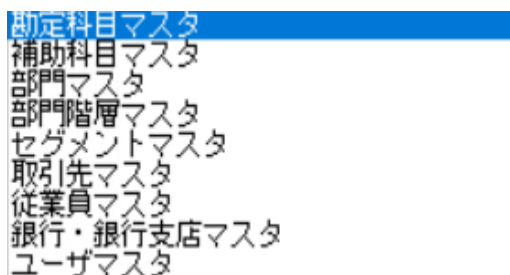 勘定科目マスタ
補助科目マスタ
部門マスタ
部門階層マスタ
セグメントマスタ
取引先マスタ
従業員マスタ
銀行・銀行支店マスタ
ユーザマスタ